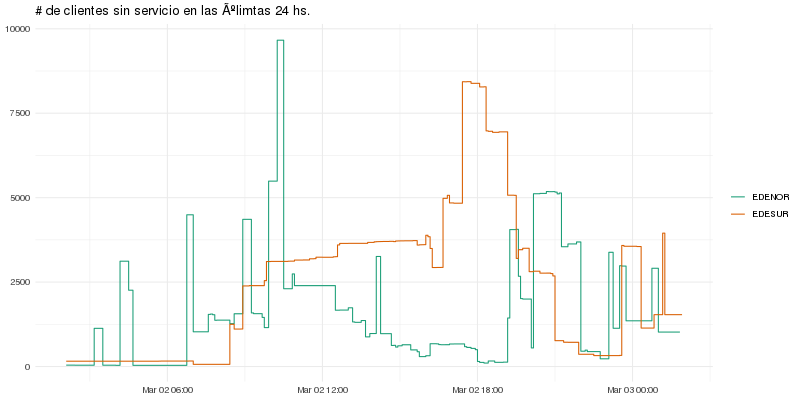 # de clientes sin servicio en las Ãºlimtas 24 hs.
10000
7500
5000
2500
0
Mar 02 06:00
Mar 02 12:00
Mar 02 18:00
Mar 03 00:00
EDENOR
EDESUR